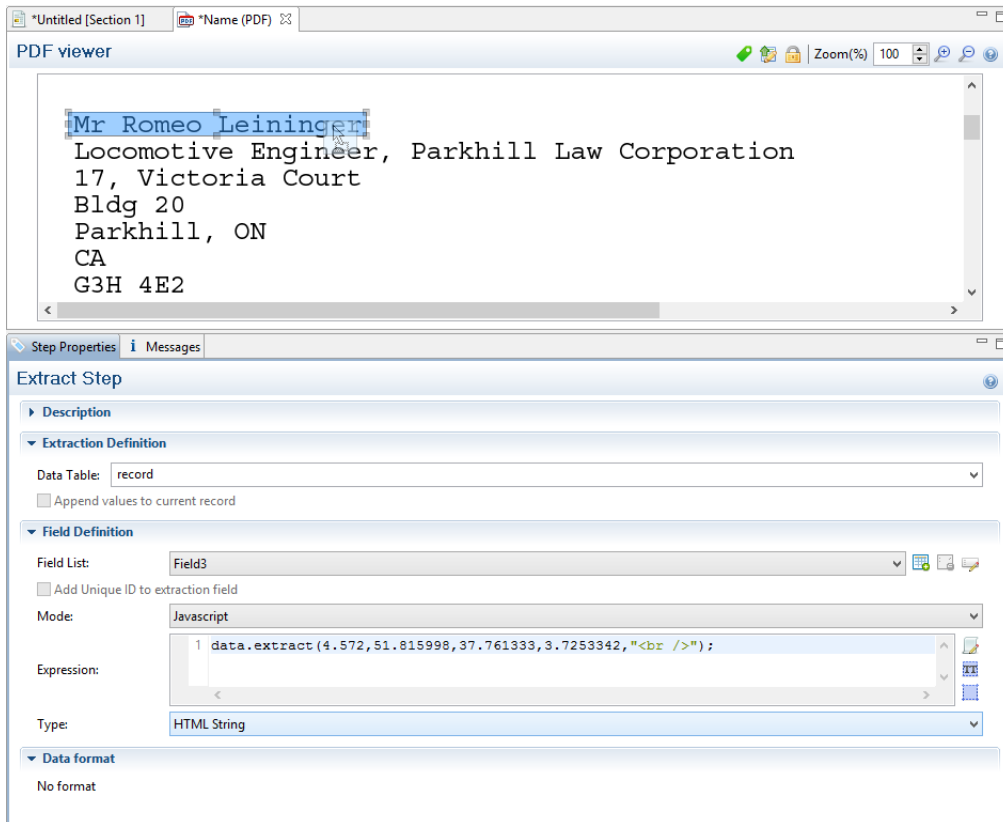 *Untitled [Section 1] *Name (PDF)
PDF viewer Zoom(%) 100
Mr Romeo Leininger
Locomotive Engineer, Parkhill Law Corporation
17, Victoria Court
Bldg 20
Parkhill, ON
CA
G3H 4E2
Step Properties Messages
Extract Step
Description
Extraction Definition
Data Table: record
Append values to current record
Field Definition
Field List: Field3
Add Unique ID to extraction field
Mode: Javascript
1 data.extract(4.572,51.815998,37.761333,3.7253342,"<br />");
Expression:
Type: HTML String
Data format
No format